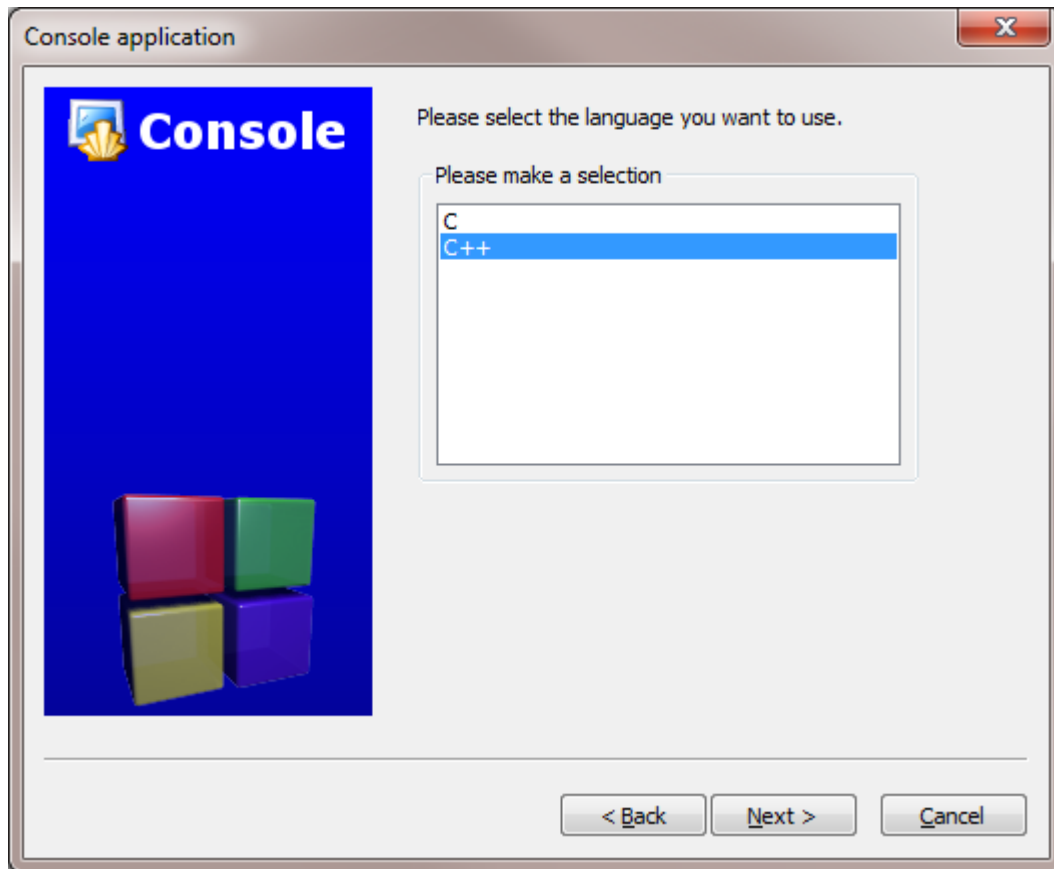 Console application
Console
Please select the language you want to use.
Please make a selection
C
C++
< Back
Next >
Cancel